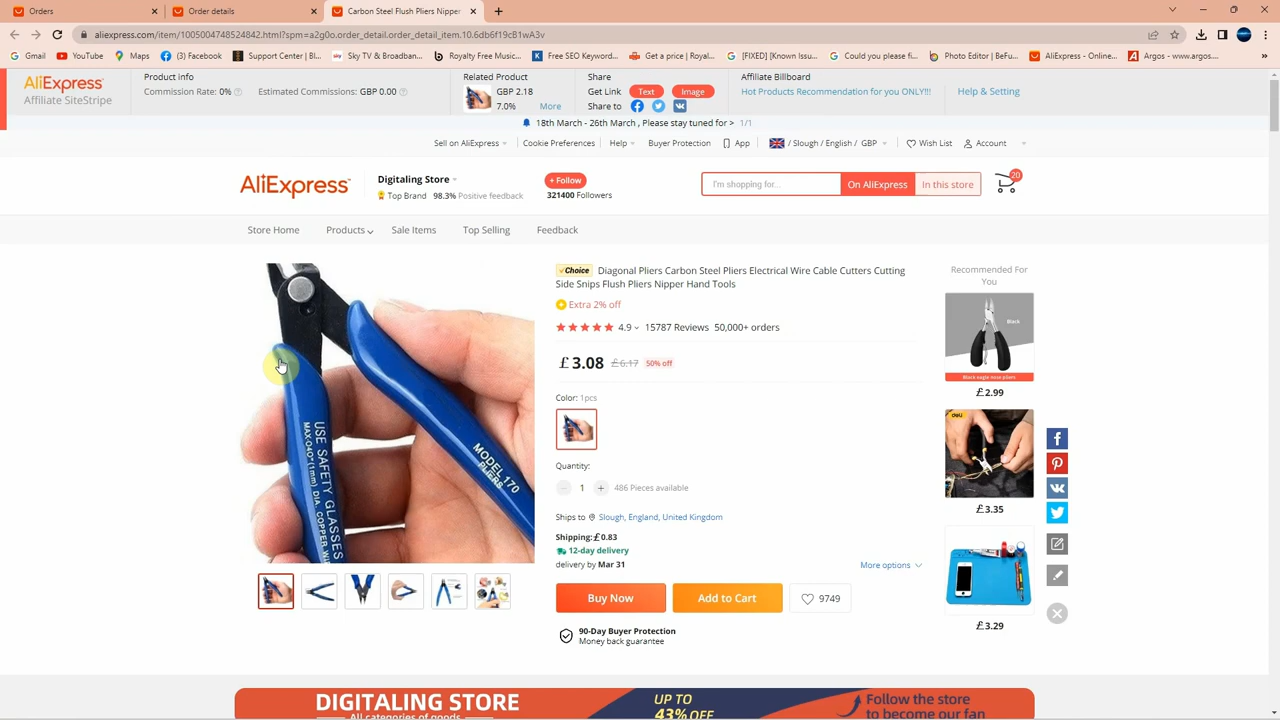 Orders
Order details
Carbon Steel Flush Pliers Nipper
aliexpress.com/item/1005004748524842.html?spm=a2g0o.order_detail.order_detail_item.10.6db6f19cB1wA3v
Gmail
YouTube
Maps
(3) Facebook
Support Center | Bl...
Sky TV & Broadban...
Royalty Free Music...
Free SEO Keyword...
Get a price | Royal...
[FIXED] [Known Issu...
Could you please fi...
Photo Editor | BeFu...
AliExpress - Online...
Argos - www.argos...
AliExpress
Affiliate SiteStripe
Product info
Commission Rate: 0%
Estimated Commissions: GBP 0.00
Related Product
GBP 2.18
7.0%
More
Share
Get Link Text Image
Share to
Affiliate Billboard
Hot Products Recommendation for you ONLY!!!
Help & Setting
18th March - 26th March , Please stay tuned for > 1/1
Sell on AliExpress
Cookie Preferences
Help
Buyer Protection
App
/ Slough / English / GBP
Wish List
Account
AliExpress
Digitaling Store
Top Brand 98.3% Positive feedback
+ Follow
321400 Followers
I'm shopping for...
On AliExpress
In this store
20
Store Home
Products
Sale Items
Top Selling
Feedback
USE SAFETY GLASSES
MODEL 170
PLIERS
Choice Diagonal Pliers Carbon Steel Pliers Electrical Wire Cable Cutters Cutting
Side Snips Flush Pliers Nipper Hand Tools
Extra 2% off
4.9 15787 Reviews 50,000+ orders
£3.08 £6.17 50% off
Color: 1pcs
Quantity:
1 + 486 Pieces available
Ships to Slough, England, United Kingdom
Shipping: £0.83
12-day delivery
delivery by Mar 31
More options
Buy Now
Add to Cart
9749
90-Day Buyer Protection
Money back guarantee
Recommended For
You
Black
Black eagle nose pliers
£2.99
deli
£3.35
£3.29
DIGITALING STORE
All categories of goods
UP TO
43% OFF
Follow the store
to become our fan